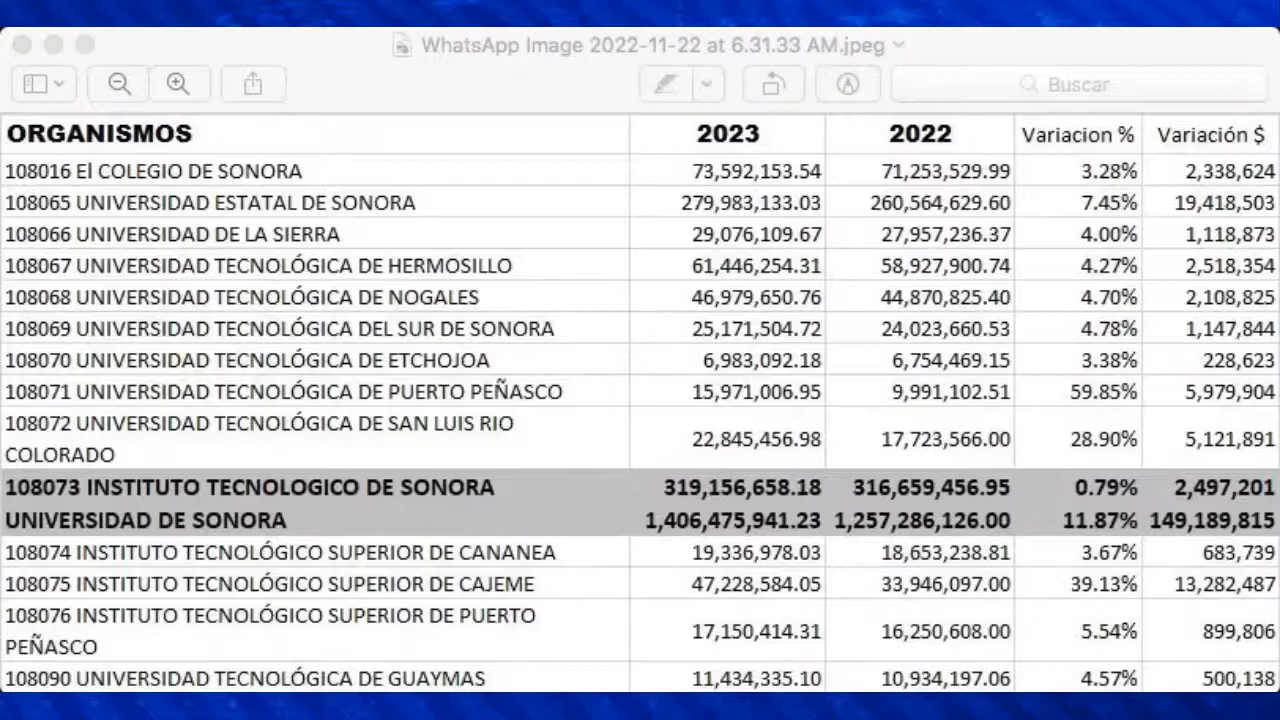 WhatsApp Image 2022-11-22 at 6.31.33 AM.jpeg
Buscar
ORGANISMOS 2023 2022 Variacion % Variación $
108016 El COLEGIO DE SONORA 73,592,153.54 71,253,529.99 3.28% 2,338,624
108065 UNIVERSIDAD ESTATAL DE SONORA 279,983,133.03 260,564,629.60 7.45% 19,418,503
108066 UNIVERSIDAD DE LA SIERRA 29,076,109.67 27,957,236.37 4.00% 1,118,873
108067 UNIVERSIDAD TECNOLÓGICA DE HERMOSILLO 61,446,254.31 58,927,900.74 4.27% 2,518,354
108068 UNIVERSIDAD TECNOLÓGICA DE NOGALES 46,979,650.76 44,870,825.40 4.70% 2,108,825
108069 UNIVERSIDAD TECNOLÓGICA DEL SUR DE SONORA 25,171,504.72 24,023,660.53 4.78% 1,147,844
108070 UNIVERSIDAD TECNOLÓGICA DE ETCHOJOA 6,983,092.18 6,754,469.15 3.38% 228,623
108071 UNIVERSIDAD TECNOLÓGICA DE PUERTO PEÑASCO 15,971,006.95 9,991,102.51 59.85% 5,979,904
108072 UNIVERSIDAD TECNOLÓGICA DE SAN LUIS RIO
COLORADO 22,845,456.98 17,723,566.00 28.90% 5,121,891
108073 INSTITUTO TECNOLOGICO DE SONORA 319,156,658.18 316,659,456.95 0.79% 2,497,201
UNIVERSIDAD DE SONORA 1,406,475,941.23 1,257,286,126.00 11.87% 149,189,815
108074 INSTITUTO TECNOLÓGICO SUPERIOR DE CANANEA 19,336,978.03 18,653,238.81 3.67% 683,739
108075 INSTITUTO TECNOLÓGICO SUPERIOR DE CAJEME 47,228,584.05 33,946,097.00 39.13% 13,282,487
108076 INSTITUTO TECNOLÓGICO SUPERIOR DE PUERTO
PEÑASCO 17,150,414.31 16,250,608.00 5.54% 899,806
108090 UNIVERSIDAD TECNOLÓGICA DE GUAYMAS 11,434,335.10 10,934,197.06 4.57% 500,138